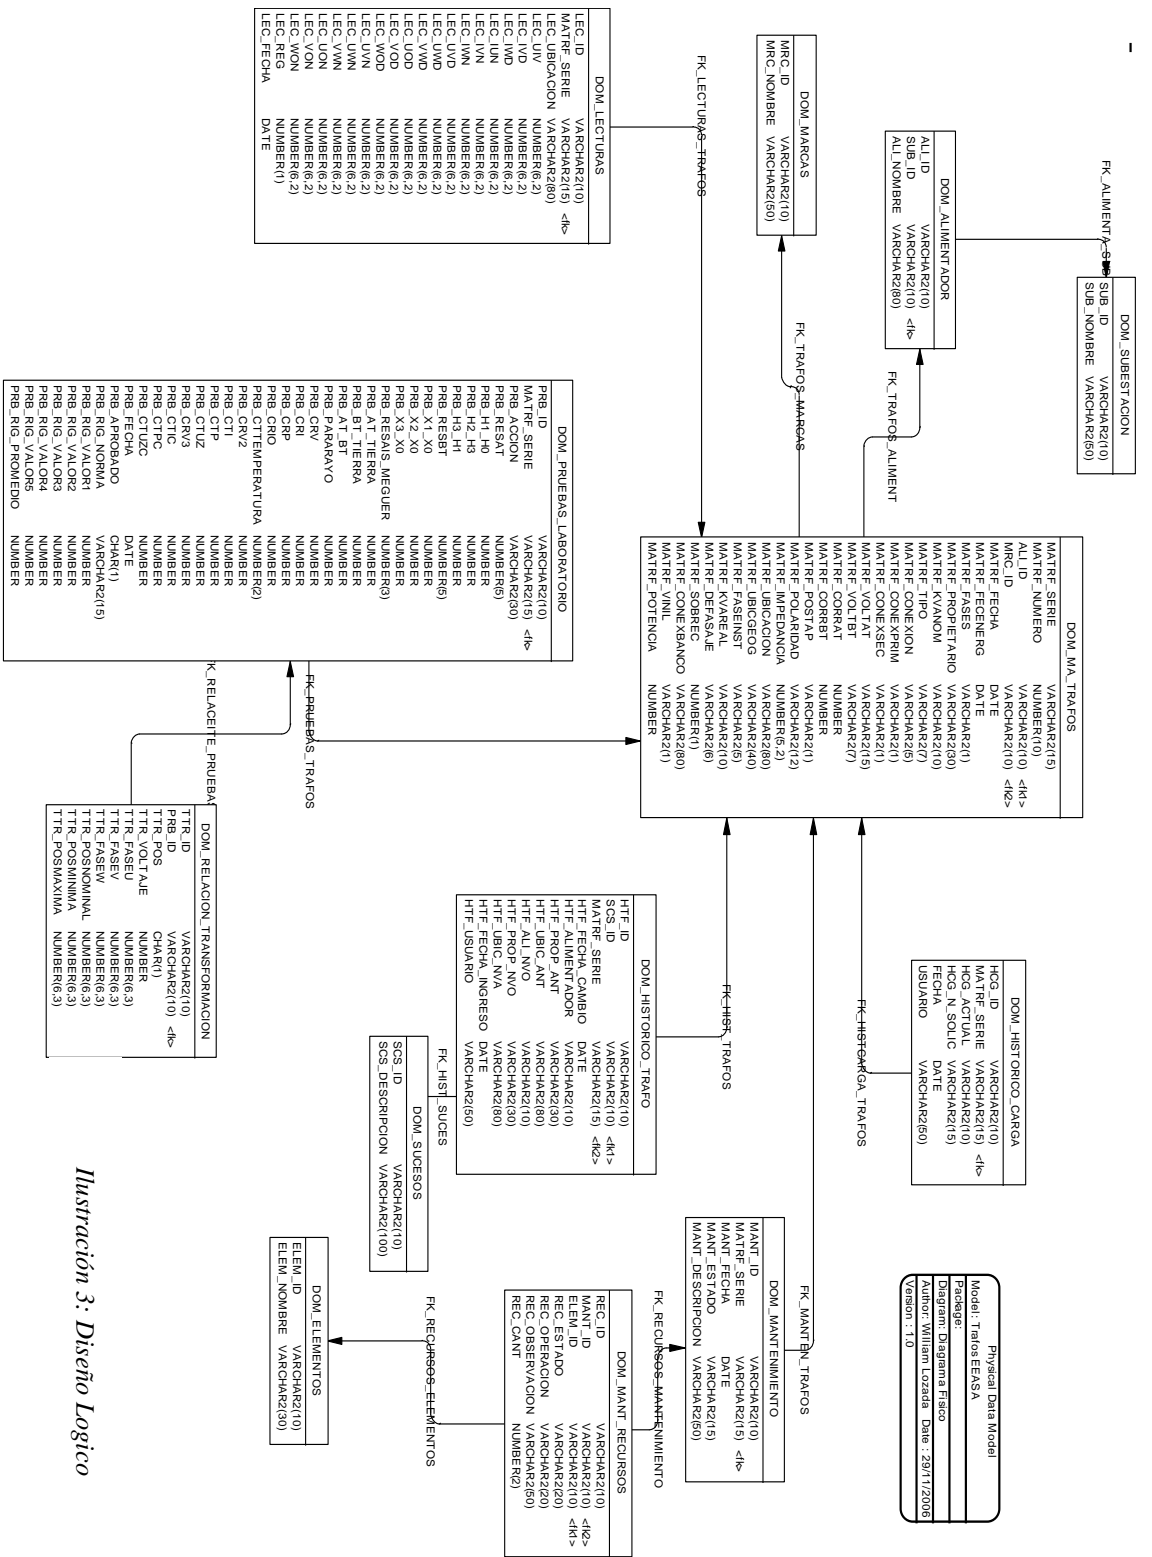 FK_ALIMENTA_SUB
DOM_SUBESTACION
SUB_ID VARCHAR2(10)
SUB_NOMBRE VARCHAR2(50)
DOM_ALIMENTADOR
ALI_ID VARCHAR2(10)
SUB_ID VARCHAR2(10) <fk>
ALI_NOMBRE VARCHAR2(80)
FK_TRAFOS_ALIMENT
DOM_MARCAS
MRC_ID VARCHAR2(10)
MRC_NOMBRE VARCHAR2(50)
FK_TRAFOS_MARCAS
FK_LECTURAS_TRAFOS
DOM_LECTURAS
LEC_ID VARCHAR2(10)
MATRF_SERIE VARCHAR2(15) <fk>
LEC_UBICACION VARCHAR2(80)
LEC_UIV NUMBER(6,2)
LEC_IVD NUMBER(6,2)
LEC_IWD NUMBER(6,2)
LEC_IUN NUMBER(6,2)
LEC_IVN NUMBER(6,2)
LEC_IWN NUMBER(6,2)
LEC_UVD NUMBER(6,2)
LEC_UWD NUMBER(6,2)
LEC_VWD NUMBER(6,2)
LEC_UOD NUMBER(6,2)
LEC_VOD NUMBER(6,2)
LEC_WOD NUMBER(6,2)
LEC_UVN NUMBER(6,2)
LEC_UWN NUMBER(6,2)
LEC_VWN NUMBER(6,2)
LEC_UON NUMBER(6,2)
LEC_VON NUMBER(6,2)
LEC_WON NUMBER(6,2)
LEC_REG NUMBER(1)
LEC_FECHA DATE
DOM_MA_TRAFOS
MATRF_SERIE VARCHAR2(15)
MATRF_NUMERO NUMBER(10)
ALI_ID VARCHAR2(10) <fk1>
MRC_ID VARCHAR2(10) <fk2>
MATRF_FECHA DATE
MATRF_FECENERG DATE
MATRF_FASES VARCHAR2(1)
MATRF_PROPIETARIO VARCHAR2(30)
MATRF_KVANOM VARCHAR2(10)
MATRF_TIPO VARCHAR2(7)
MATRF_CONEXION VARCHAR2(5)
MATRF_CONEXPRIM VARCHAR2(1)
MATRF_CONEXSEC VARCHAR2(1)
MATRF_VOLTAT VARCHAR2(15)
MATRF_VOLTBT VARCHAR2(7)
MATRF_CORRAT NUMBER
MATRF_CORRBT NUMBER
MATRF_POSTAP VARCHAR2(1)
MATRF_POLARIDAD VARCHAR2(12)
MATRF_IMPEDANCIA NUMBER(5,2)
MATRF_UBICACION VARCHAR2(80)
MATRF_UBICGEOG VARCHAR2(40)
MATRF_FASEINST VARCHAR2(5)
MATRF_KVAREAL VARCHAR2(10)
MATRF_DEFASAJE VARCHAR2(6)
MATRF_SOBREC NUMBER(1)
MATRF_CONEXBANCO VARCHAR2(80)
MATRF_VINIL VARCHAR2(1)
MATRF_POTENCIA NUMBER
DOM_PRUEBAS_LABORATORIO
PRB_ID VARCHAR2(10)
MATRF_SERIE VARCHAR2(15) <fk>
PRB_ACCION VARCHAR2(30)
PRB_RESAT NUMBER(5)
PRB_H1_H0 NUMBER
PRB_H2_H3 NUMBER
PRB_H3_H1 NUMBER
PRB_RESBT NUMBER(5)
PRB_X1_X0 NUMBER
PRB_X2_X0 NUMBER
PRB_X3_X0 NUMBER
PRB_RESAIS_MEGUER NUMBER(3)
PRB_AT_TIERRA NUMBER
PRB_BT_TIERRA NUMBER
PRB_AT_BT NUMBER
PRB_PARARAYO NUMBER
PRB_CRV NUMBER
PRB_CRI NUMBER
PRB_CRP NUMBER
PRB_CRIO NUMBER
PRB_CTTEMPERATURA NUMBER(2)
PRB_CRV2 NUMBER
PRB_CTI NUMBER
PRB_CTP NUMBER
PRB_CTUZ NUMBER
PRB_CRV3 NUMBER
PRB_CTIC NUMBER
PRB_CTPC NUMBER
PRB_CTUZC NUMBER
PRB_FECHA DATE
PRB_APROBADO CHAR(1)
PRB_RIG_NORMA VARCHAR2(15)
PRB_RIG_VALOR1 NUMBER
PRB_RIG_VALOR2 NUMBER
PRB_RIG_VALOR3 NUMBER
PRB_RIG_VALOR4 NUMBER
PRB_RIG_VALOR5 NUMBER
PRB_RIG_PROMEDIO NUMBER
FK_PRUEBAS_TRAFOS
FK_RELACEITE_PRUEBAS
DOM_RELACION_TRANSFORMACION
TTR_ID VARCHAR2(10)
PRB_ID VARCHAR2(10) <fk>
TTR_POS CHAR(1)
TTR_VOLTAJE NUMBER
TTR_FASEU NUMBER(6,3)
TTR_FASEV NUMBER(6,3)
TTR_FASEW NUMBER(6,3)
TTR_POSNOMINAL NUMBER(6,3)
TTR_POSMINIMA NUMBER(6,3)
TTR_POSMAXIMA NUMBER(6,3)
DOM_HISTORICO_CARGA
HCG_ID VARCHAR2(10)
MATRF_SERIE VARCHAR2(15) <fk>
HCG_ACTUAL VARCHAR2(10)
HCG_N_SOLIC VARCHAR2(15)
FECHA DATE
USUARIO VARCHAR2(50)
FK_HISTCARGA_TRAFOS
FK_MANTEN_TRAFOS
FK_HIST_TRAFOS
DOM_HISTORICO_TRAFO
HTF_ID VARCHAR2(10)
SCS_ID VARCHAR2(10) <fk1>
MATRF_SERIE VARCHAR2(15) <fk2>
HTF_FECHA_CAMBIO DATE
HTF_ALIMENTADOR VARCHAR2(10)
HTF_PROP_ANT VARCHAR2(30)
HTF_UBIC_ANT VARCHAR2(80)
HTF_ALI_NVO VARCHAR2(10)
HTF_PROP_NVO VARCHAR2(30)
HTF_UBIC_NVA VARCHAR2(80)
HTF_FECHA_INGRESO DATE
HTF_USUARIO VARCHAR2(50)
FK_HIST_SUCES
DOM_SUCESOS
SCS_ID VARCHAR2(10)
SCS_DESCRIPCION VARCHAR2(100)
Physical Data Model
Model: Trafos EEASA
Package:
Diagram: Diagrama Fisico
Author: William Lozada Date : 29/11/2006
Version : 1.0
DOM_MANTENIMIENTO
MANT_ID VARCHAR2(10)
MATRF_SERIE VARCHAR2(15) <fk>
MANT_FECHA DATE
MANT_ESTADO VARCHAR2(15)
MANT_DESCRIPCION VARCHAR2(50)
FK_RECURSOS_MANTENIMIENTO
DOM_MANT_RECURSOS
REC_ID VARCHAR2(10)
MANT_ID VARCHAR2(10) <fk2>
ELEM_ID VARCHAR2(10) <fk1>
REC_ESTADO VARCHAR2(20)
REC_OPERACION VARCHAR2(20)
REC_OBSERVACION VARCHAR2(50)
REC_CANT NUMBER(2)
FK_RECURSOS_ELEMENTOS
DOM_ELEMENTOS
ELEM_ID VARCHAR2(10)
ELEM_NOMBRE VARCHAR2(30)
Ilustración 3: Diseño Logico